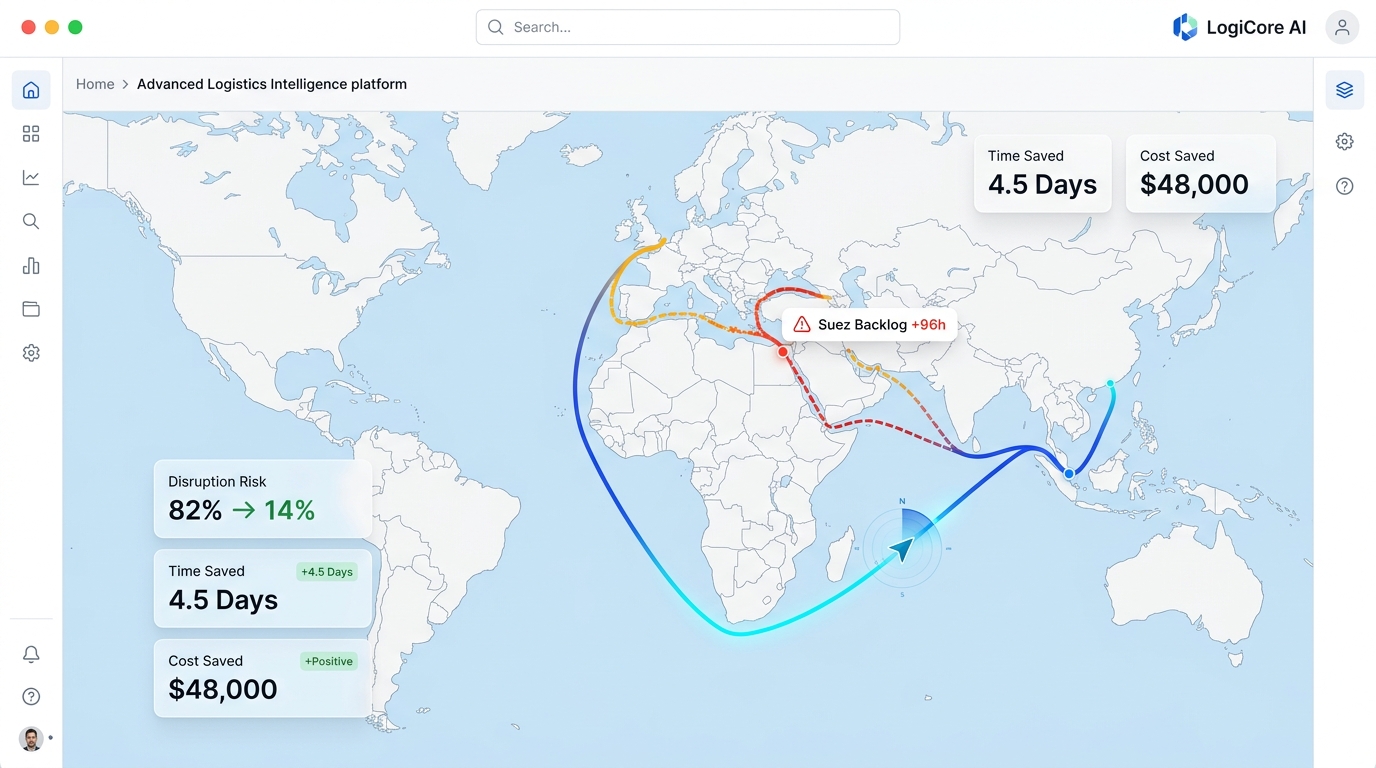 Search...
LogiCore AI
Home > Advanced Logistics Intelligence platform
Time Saved
4.5 Days
Cost Saved
$48,000
Suez Backlog +96h
Disruption Risk
82% → 14%
Time Saved +4.5 Days
4.5 Days
Cost Saved +Positive
$48,000
N
S